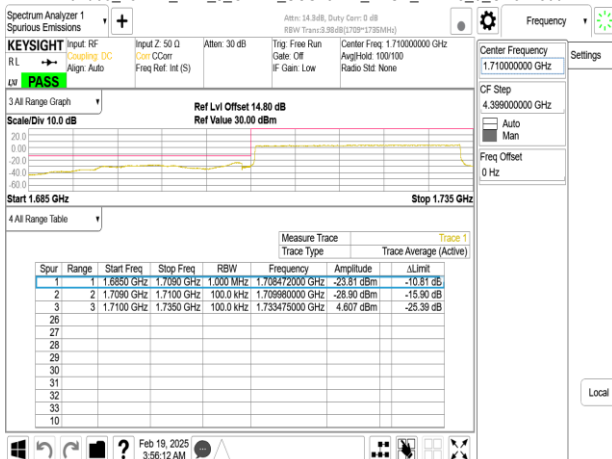 Spectrum Analyzer 1
Spurious Emissions
+
Attn: 14.3dB, Duty Corr: 0 dB
RBW Trans:3.98dB(1709~1735MHz)
Frequency
KEYSIGHT
RL
LXI
PASS
Input: RF
Coupling: DC
Align: Auto
Input Z: 50 Ω
Corr CCorr
Freq Ref: Int (S)
Atten: 30 dB
Trig: Free Run
Gate: Off
IF Gain: Low
Center Freq: 1.710000000 GHz
Avg|Hold: 100/100
Radio Std: None
Center Frequency
1.710000000 GHz
Settings
CF Step
4.399000000 GHz
Auto
Man
Freq Offset
0 Hz
Local
3 All Range Graph
Scale/Div 10.0 dB
Ref Lvl Offset 14.80 dB
Ref Value 30.00 dBm
20.0
0.00
-20.0
-40.0
-60.0
Start 1.685 GHz
Stop 1.735 GHz
4 All Range Table
Measure Trace Trace 1
Trace Type Trace Average (Active)
Spur Range Start Freq Stop Freq RBW Frequency Amplitude ΔLimit
1 1 1.6850 GHz 1.7090 GHz 1.000 MHz 1.708472000 GHz -23.81 dBm -10.81 dB
2 2 1.7090 GHz 1.7100 GHz 100.0 kHz 1.709980000 GHz -28.90 dBm -15.90 dB
3 3 1.7100 GHz 1.7350 GHz 100.0 kHz 1.733475000 GHz 4.607 dBm -25.39 dB
26
27
28
29
30
31
32
33
10
?
Feb 19, 2025
3:56:12 AM